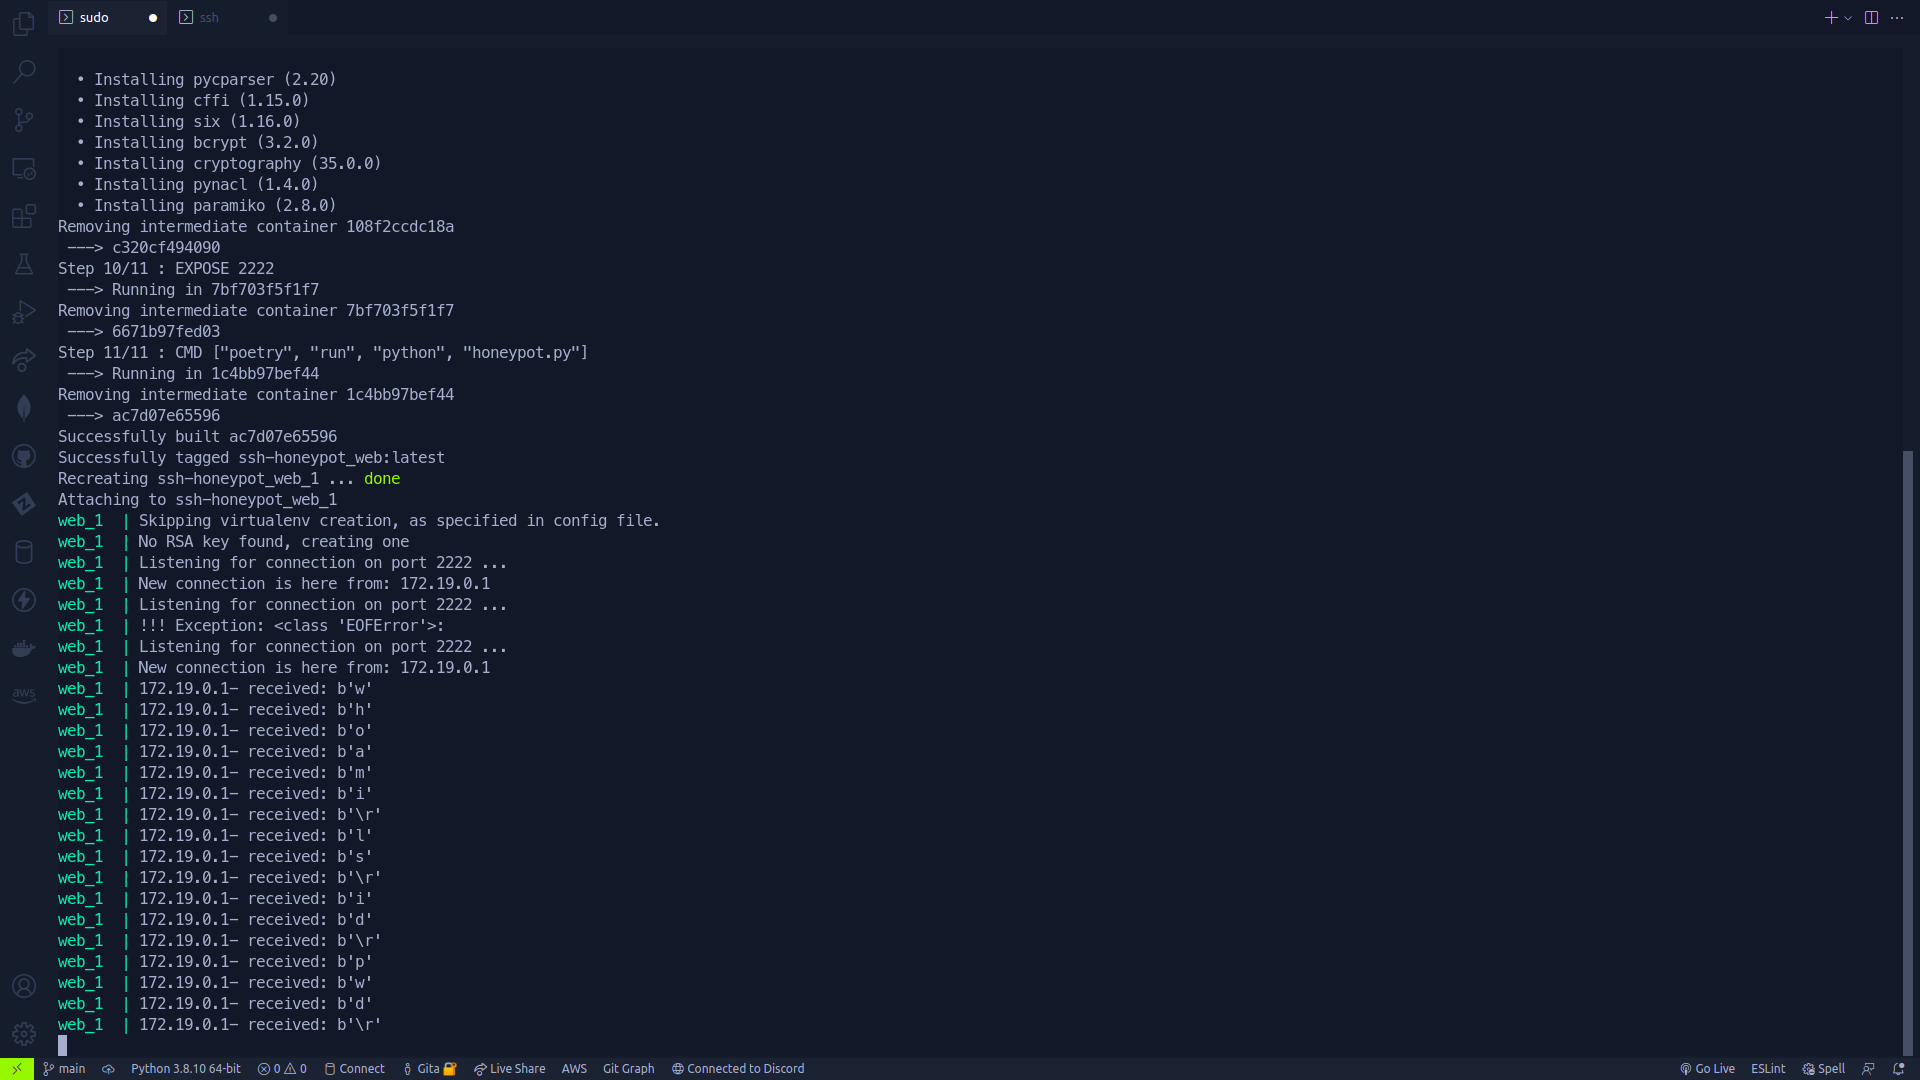 sudo ssh
• Installing pycparser (2.20)
• Installing cffi (1.15.0)
• Installing six (1.16.0)
• Installing bcrypt (3.2.0)
• Installing cryptography (35.0.0)
• Installing pynacl (1.4.0)
• Installing paramiko (2.8.0)
Removing intermediate container 108f2ccdc18a
---> c320cf494090
Step 10/11 : EXPOSE 2222
---> Running in 7bf703f5f1f7
Removing intermediate container 7bf703f5f1f7
---> 6671b97fed03
Step 11/11 : CMD ["poetry", "run", "python", "honeypot.py"]
---> Running in 1c4bb97bef44
Removing intermediate container 1c4bb97bef44
---> ac7d07e65596
Successfully built ac7d07e65596
Successfully tagged ssh-honeypot_web:latest
Recreating ssh-honeypot_web_1 ... done
Attaching to ssh-honeypot_web_1
web_1 | Skipping virtualenv creation, as specified in config file.
web_1 | No RSA key found, creating one
web_1 | Listening for connection on port 2222 ...
web_1 | New connection is here from: 172.19.0.1
web_1 | Listening for connection on port 2222 ...
web_1 | !!! Exception: <class 'EOFError'>:
web_1 | Listening for connection on port 2222 ...
web_1 | New connection is here from: 172.19.0.1
web_1 | 172.19.0.1- received: b'w'
web_1 | 172.19.0.1- received: b'h'
web_1 | 172.19.0.1- received: b'o'
web_1 | 172.19.0.1- received: b'a'
web_1 | 172.19.0.1- received: b'm'
web_1 | 172.19.0.1- received: b'i'
web_1 | 172.19.0.1- received: b'\r'
web_1 | 172.19.0.1- received: b'l'
web_1 | 172.19.0.1- received: b's'
web_1 | 172.19.0.1- received: b'\r'
web_1 | 172.19.0.1- received: b'i'
web_1 | 172.19.0.1- received: b'd'
web_1 | 172.19.0.1- received: b'\r'
web_1 | 172.19.0.1- received: b'p'
web_1 | 172.19.0.1- received: b'w'
web_1 | 172.19.0.1- received: b'd'
web_1 | 172.19.0.1- received: b'\r'
aws
main Python 3.8.10 64-bit 0 0 Connect Gita Live Share AWS Git Graph Connected to Discord Go Live ESLint Spell